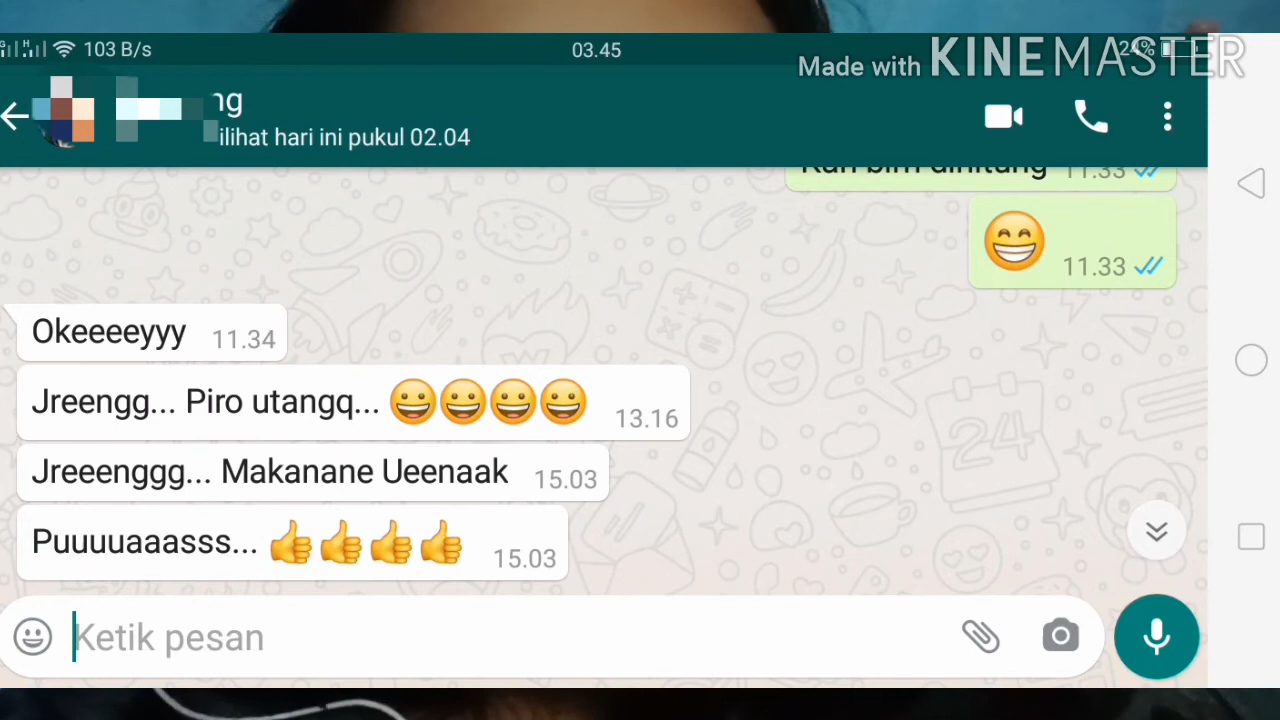 103 B/s
03.45
24%
Made with KINEMASTER
ng
ilihat hari ini pukul 02.04
11.33
11.33
Okeeeeyyy 11.34
Jreengg... Piro utangq... 😀😀😀😀 13.16
Jreeenggg... Makanane Ueenaak 15.03
Puuuuaaasss... 👍👍👍👍 15.03
Ketik pesan